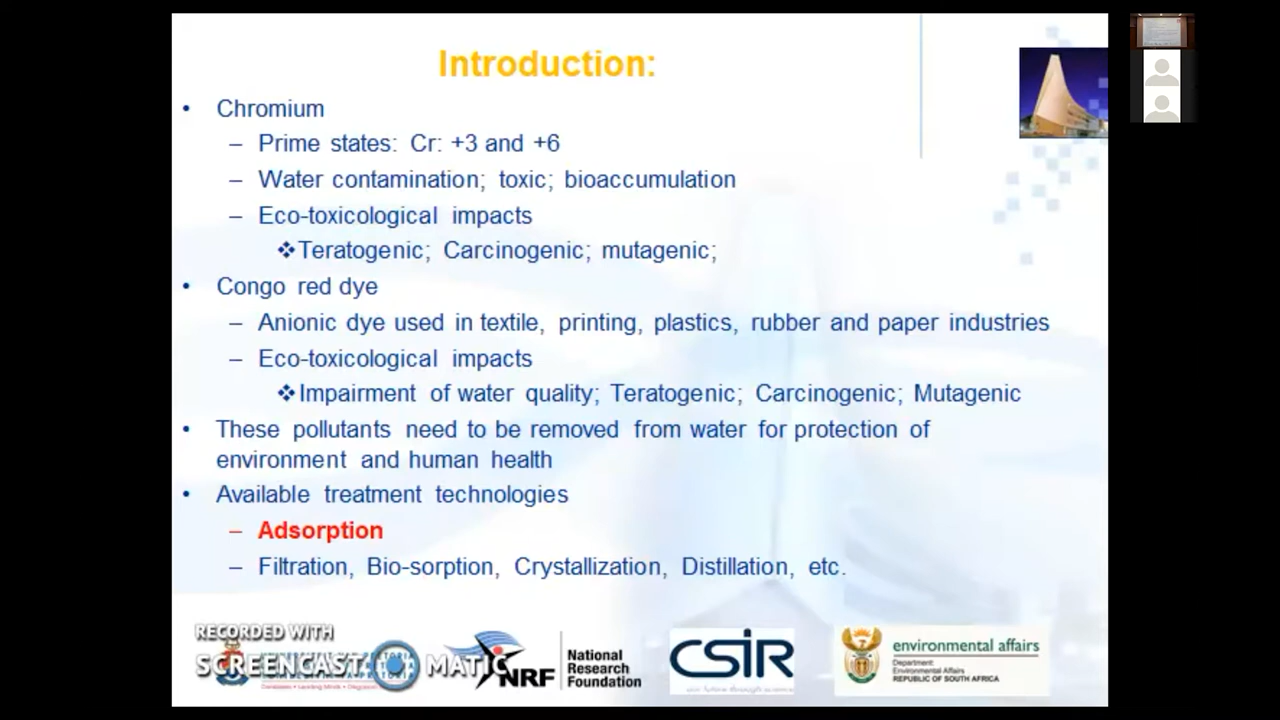 Introduction:
• Chromium
– Prime states: Cr: +3 and +6
– Water contamination; toxic; bioaccumulation
– Eco-toxicological impacts
❖Teratogenic; Carcinogenic; mutagenic;
• Congo red dye
– Anionic dye used in textile, printing, plastics, rubber and paper industries
– Eco-toxicological impacts
❖Impairment of water quality; Teratogenic; Carcinogenic; Mutagenic
• These pollutants need to be removed from water for protection of
environment and human health
• Available treatment technologies
– Adsorption
– Filtration, Bio-sorption, Crystallization, Distillation, etc.
RECORDED WITH
SCREENCAST MATIC
NRF
National
Research
Foundation
CSIR
our future through science
environmental affairs
Department:
Environmental Affairs
REPUBLIC OF SOUTH AFRICA